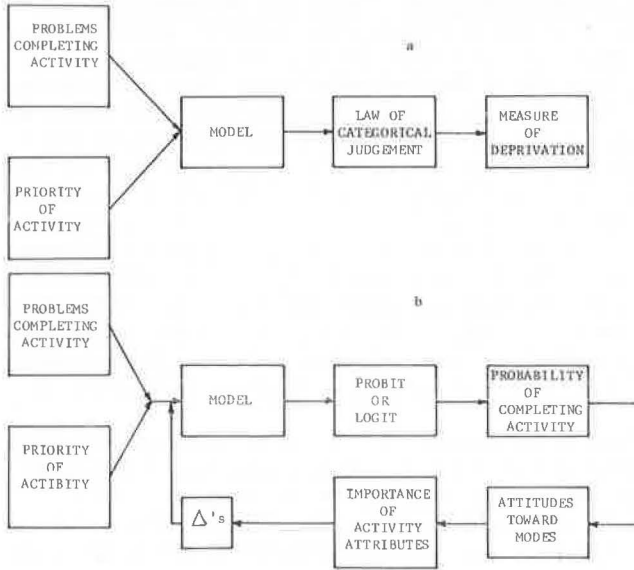 PROBLEMS
COMPLETING
ACTIVITY
a
MODEL
LAW OF
CATEGORICAL
JUDGEMENT
MEASURE
OF
DEPRIVATION
PRIORITY
OF
ACTIVITY
b
PROBLEMS
COMPLETING
ACTIVITY
MODEL
PROBIT
OR
LOGIT
PROBABILITY
OF
COMPLETING
ACTIVITY
PRIORITY
OF
ACTIBITY
Δ's
IMPORTANCE
OF
ACTIVITY
ATTRIBUTES
ATTITUDES
TOWARD
MODES